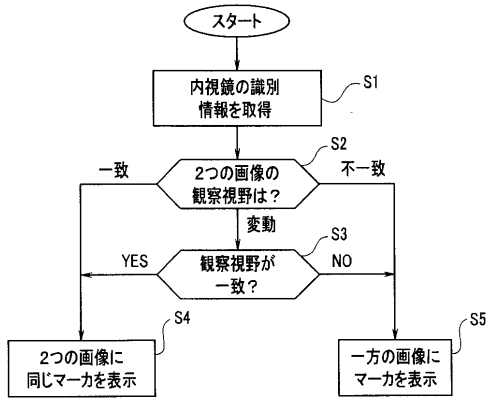 スタート
内視鏡の識別
情報を取得
S1
S2
一致
2つの画像の
観察視野は?
不一致
変動
S3
YES
観察視野が
一致?
NO
S4
2つの画像に
同じマーカを表示
S5
一方の画像に
マーカを表示